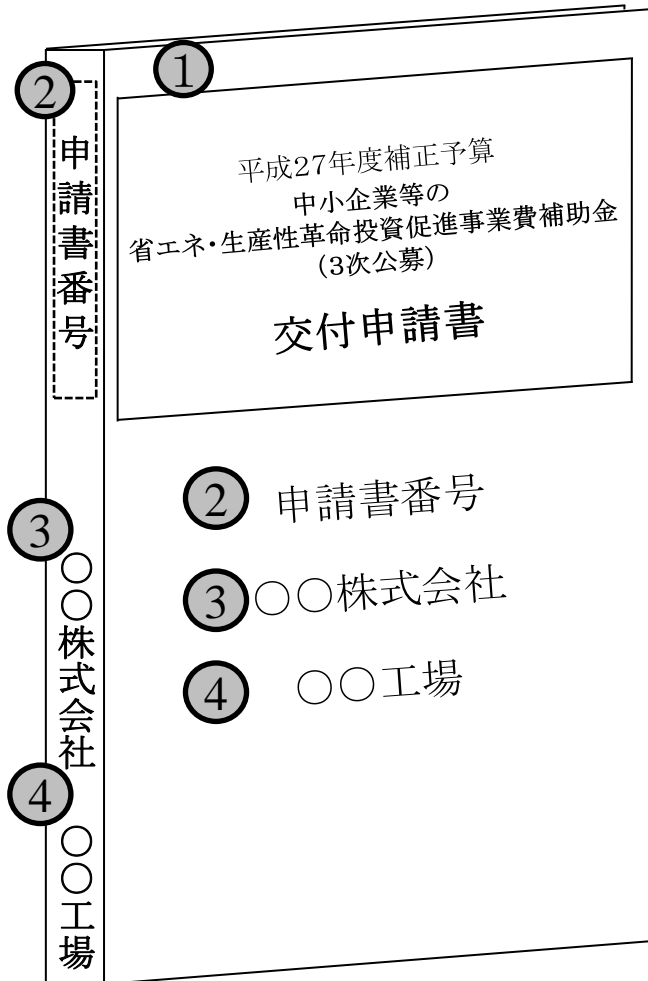 ①
平成27年度補正予算
中小企業等の
省エネ・生産性革命投資促進事業費補助金
(3次公募)
交付申請書
② 申請書番号
③ ○○株式会社
④ ○○工場
② 申請書番号
③ ○○株式会社
④ ○○工場